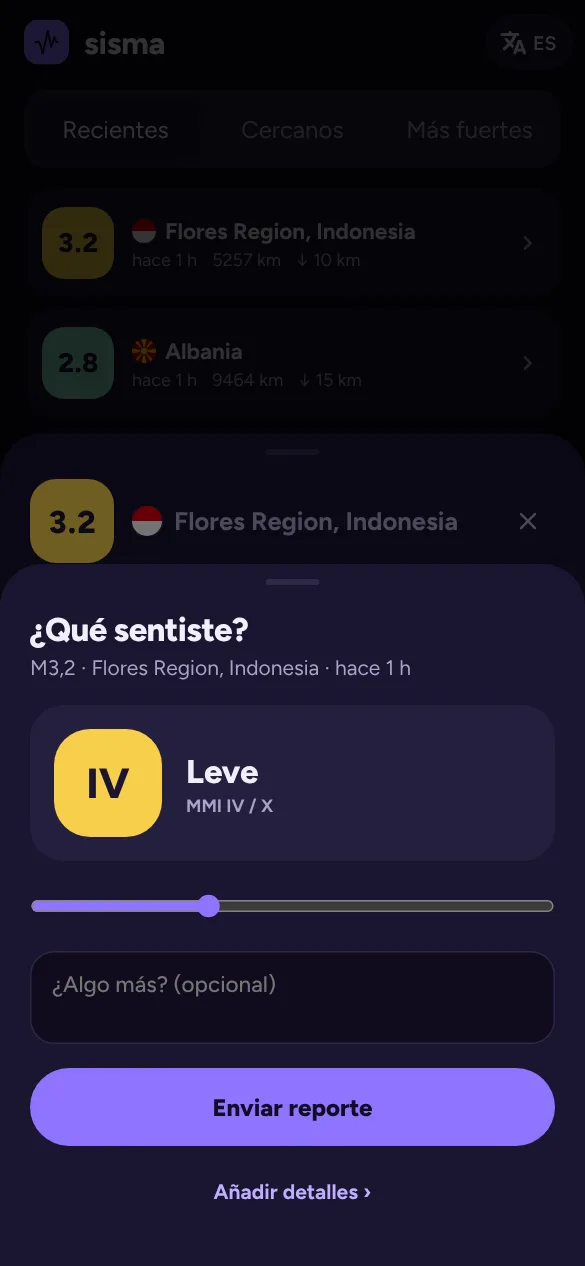 sisma
ES
Recientes Cercanos Más fuertes
3.2
Flores Region, Indonesia
hace 1 h 5257 km ↓ 10 km
2.8
Albania
hace 1 h 9464 km ↓ 15 km
3.2
Flores Region, Indonesia
¿Qué sentiste?
M3,2 · Flores Region, Indonesia · hace 1 h
IV
Leve
MMI IV / X
¿Algo más? (opcional)
Enviar reporte
Añadir detalles ›